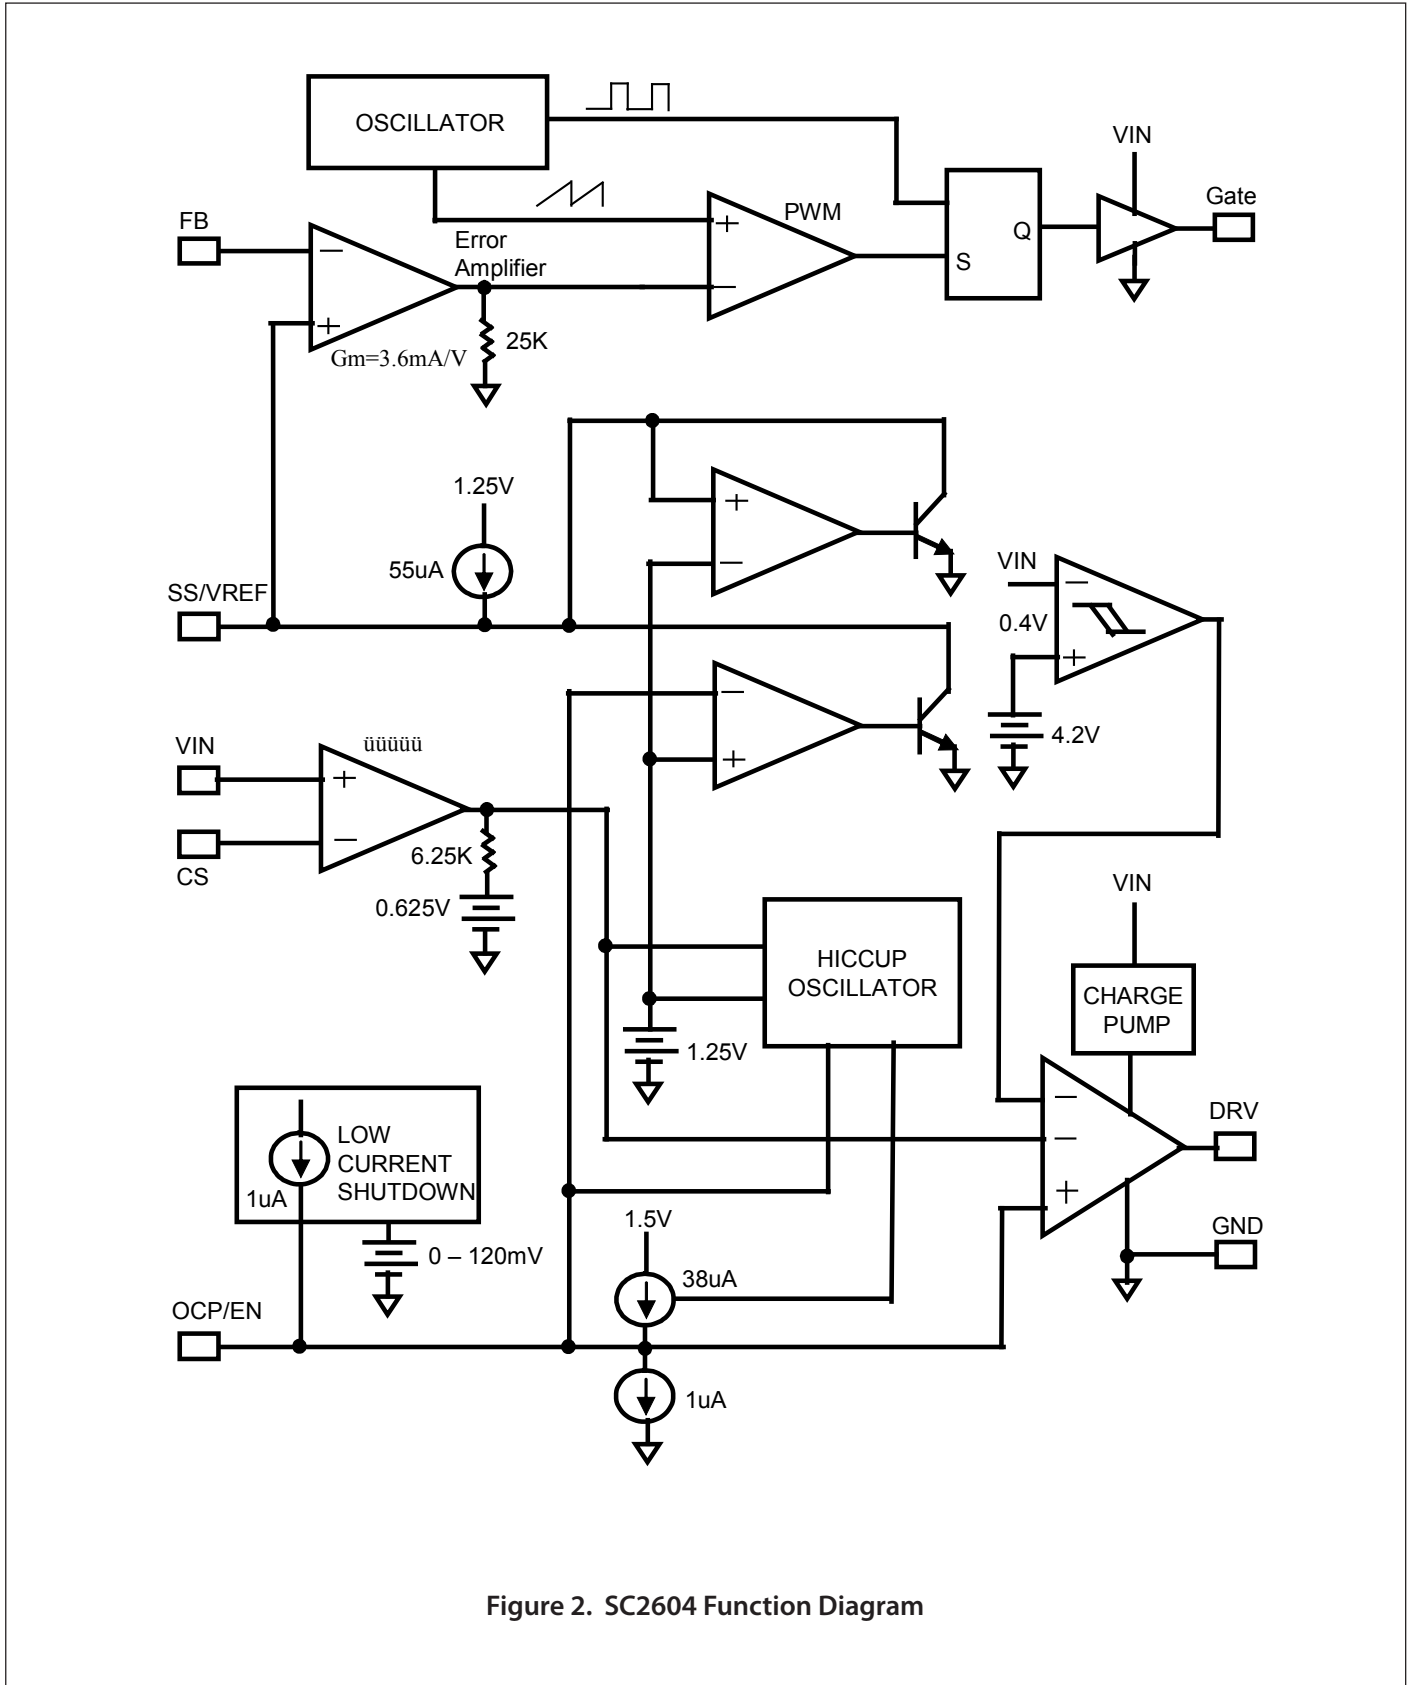 OSCILLATOR
VIN
Gate
FB
Error
Amplifier
PWM
+
−
−
+
Q
S
25K
Gm=3.6mA/V
1.25V
+
−
55uA
VIN
−
SS/VREF
0.4V
+
−
+
4.2V
VIN
üüüüü
+
−
CS
6.25K
0.625V
VIN
HICCUP
OSCILLATOR
CHARGE
PUMP
1.25V
−
−
+
DRV
LOW
CURRENT
SHUTDOWN
1uA
1.5V
GND
0 – 120mV
38uA
OCP/EN
1uA
Figure 2. SC2604 Function Diagram